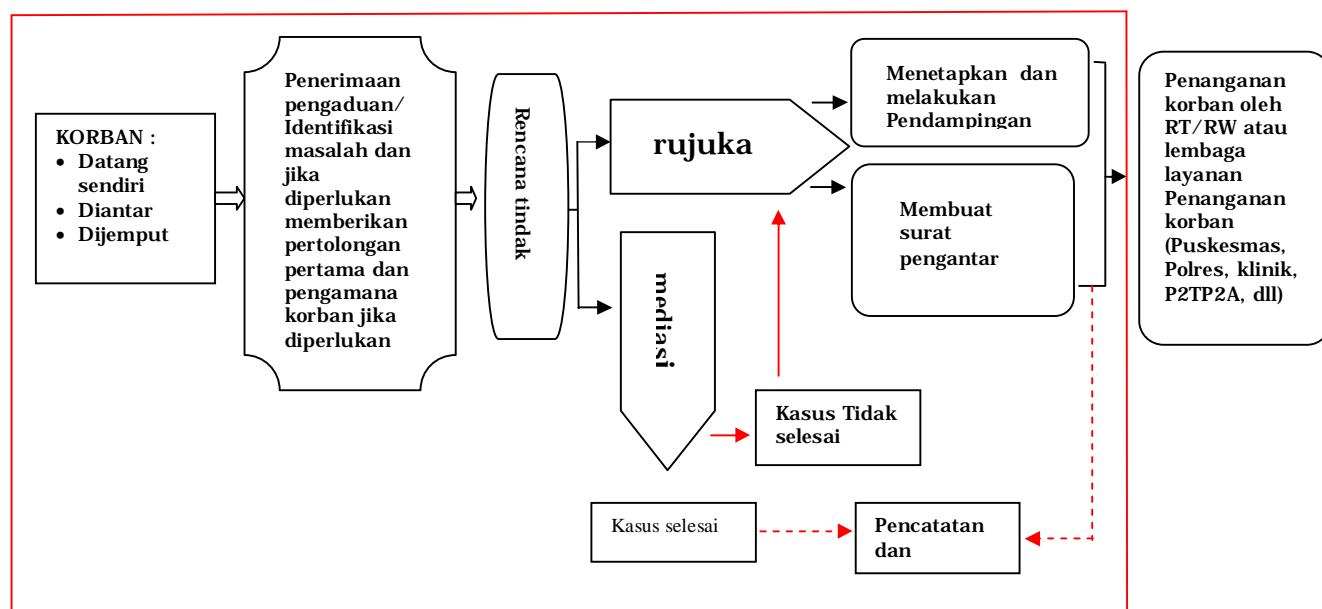 KORBAN :
• Datang
sendiri
• Diantar
• Dijemput
Penerimaan
pengaduan/
Identifikasi
masalah dan
jika
diperlukan
memberikan
pertolongan
pertama dan
pengamana
korban jika
diperlukan
Rencana tindak
rujuka
mediasi
Menetapkan dan
melakukan
Pendampingan
Membuat
surat
pengantar
Penanganan
korban oleh
RT/RW atau
lembaga
layanan
Penanganan
korban
(Puskesmas,
Polres, klinik,
P2TP2A, dll)
Kasus Tidak
selesai
Kasus selesai
Pencatatan
dan